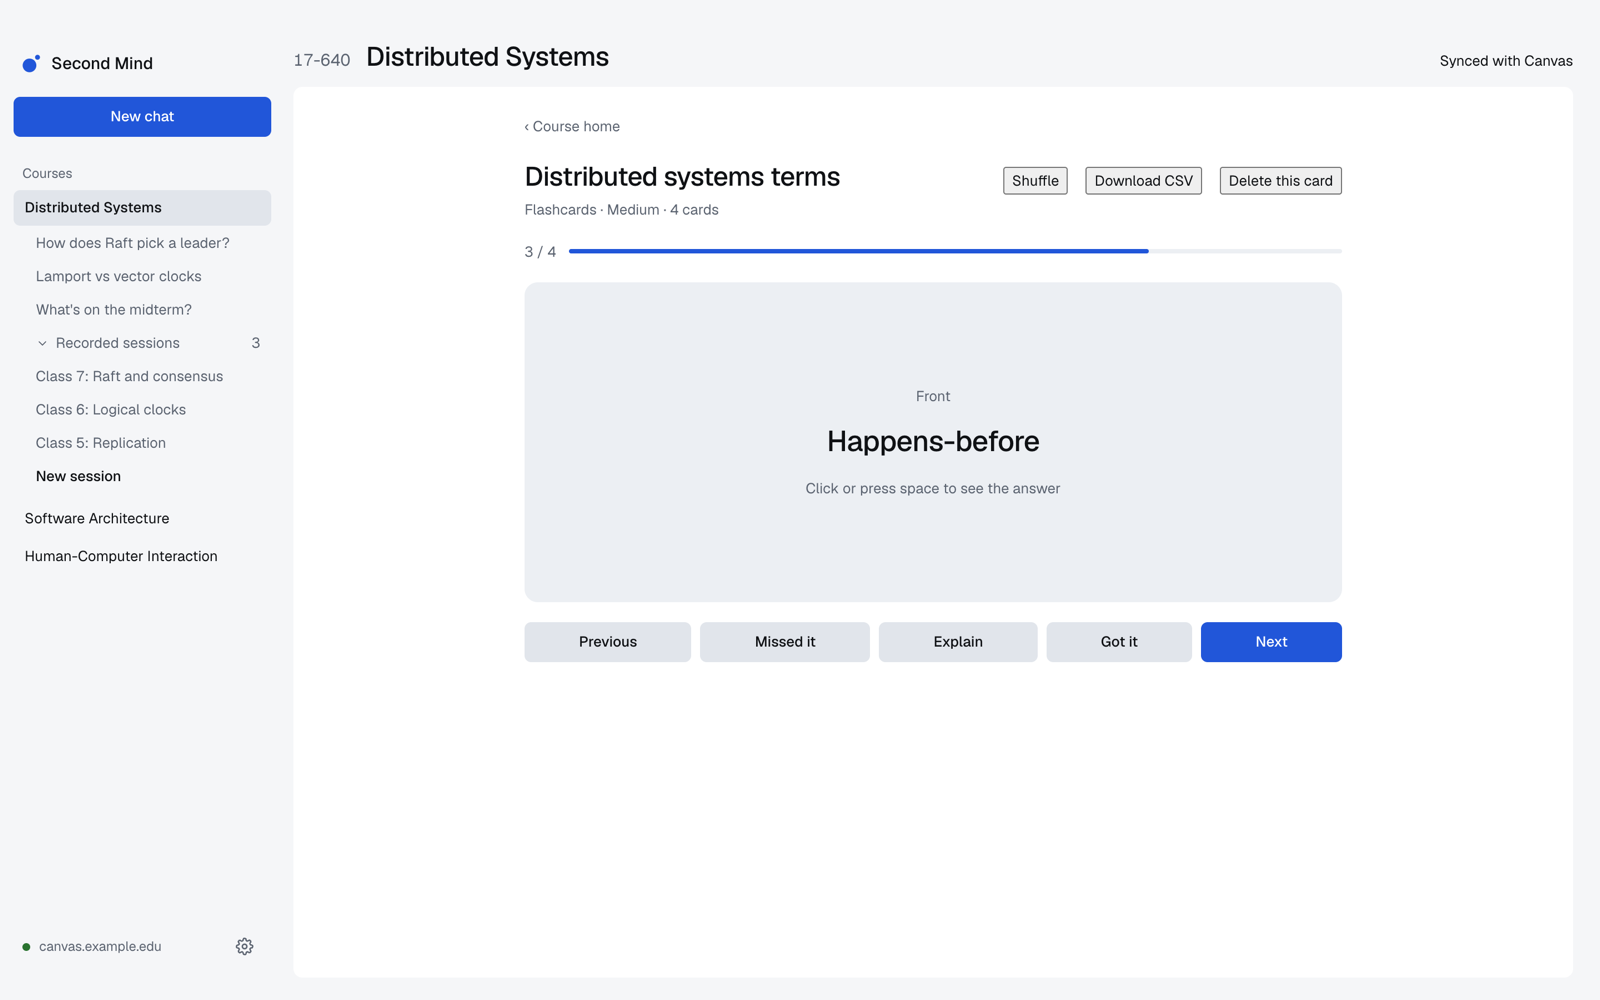 Second Mind
New chat
Courses
Distributed Systems
How does Raft pick a leader?
Lamport vs vector clocks
What's on the midterm?
Recorded sessions 3
Class 7: Raft and consensus
Class 6: Logical clocks
Class 5: Replication
New session
Software Architecture
Human-Computer Interaction
canvas.example.edu
17-640 Distributed Systems
Synced with Canvas
‹ Course home
Distributed systems terms
Shuffle
Download CSV
Delete this card
Flashcards · Medium · 4 cards
3 / 4
Front
Happens-before
Click or press space to see the answer
Previous
Missed it
Explain
Got it
Next